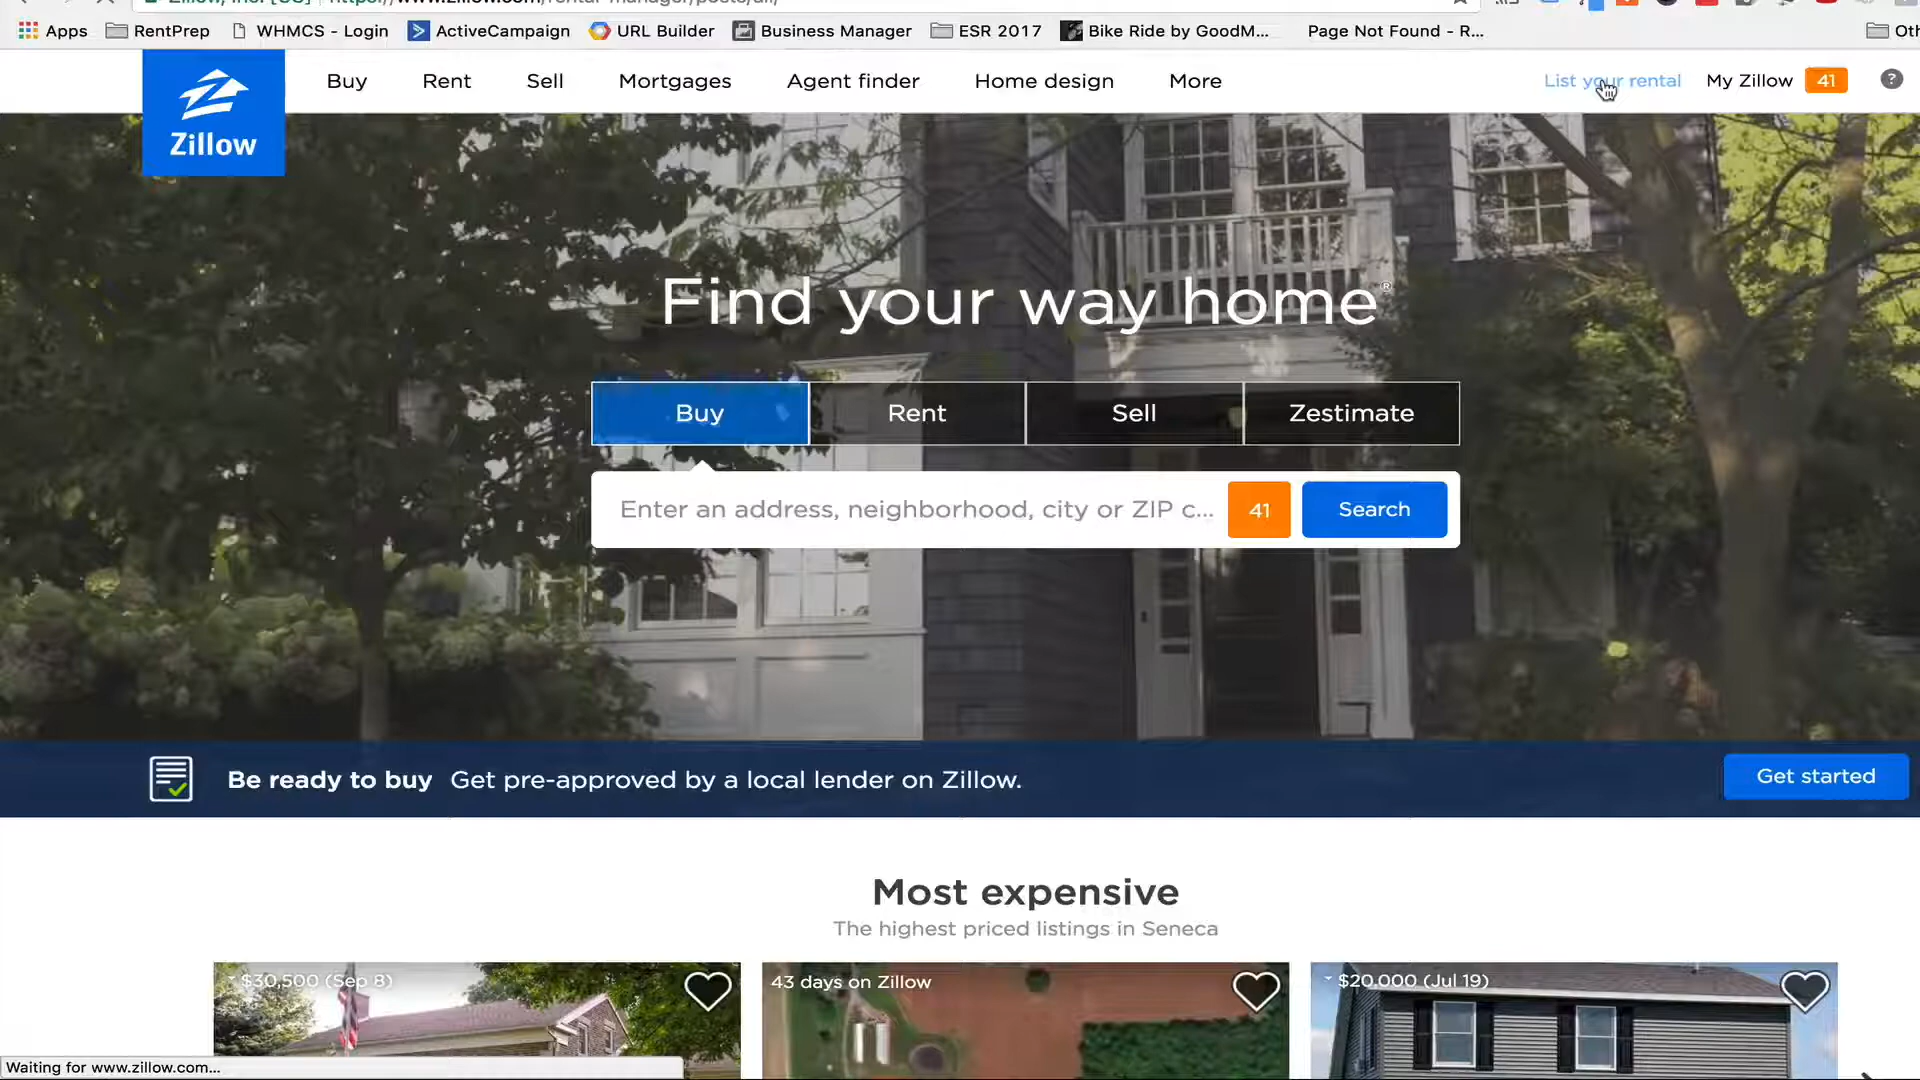 Apps RentPrep WHMCS - Login ActiveCampaign URL Builder Business Manager ESR 2017 Bike Ride by GoodM... Page Not Found - R...
Zillow
Buy Rent Sell Mortgages Agent finder Home design More List your rental My Zillow 41 ?
Find your way home®
Buy Rent Sell Zestimate
Enter an address, neighborhood, city or ZIP c... 41 Search
Be ready to buy Get pre-approved by a local lender on Zillow. Get started
Most expensive
The highest priced listings in Seneca
$30,500 (Sep 8)
43 days on Zillow
$20,000 (Jul 19)
Waiting for www.zillow.com...